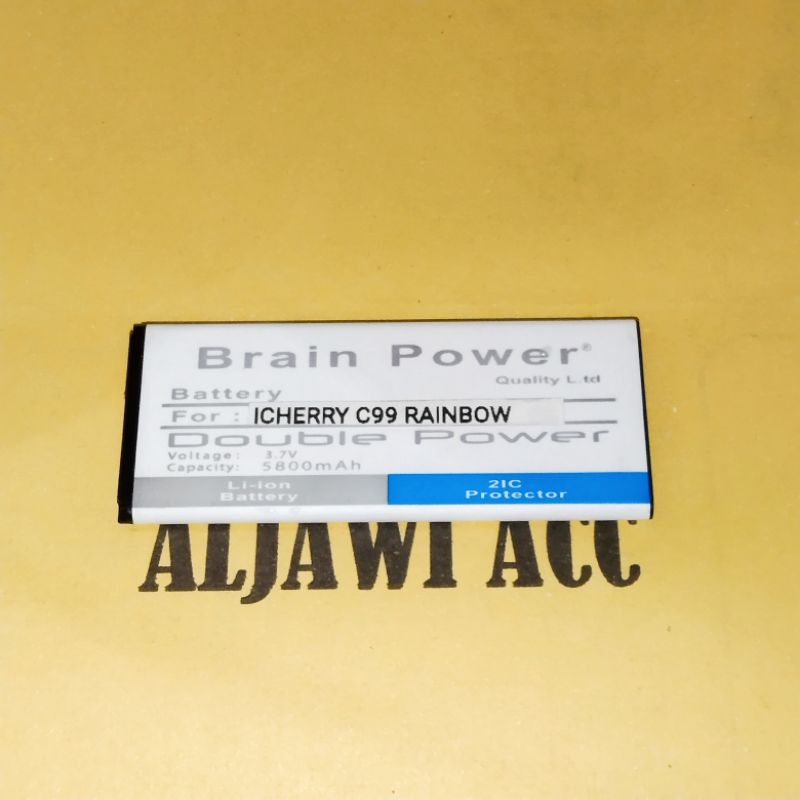 Brain Power®
Quality L.td
Battery
For : ICHERRY C99 RAINBOW
Double Power
Voltage : 3.7V
Capacity: 5800mAh
Li-ion
Battery
2IC
Protector
ALJAWI ACC